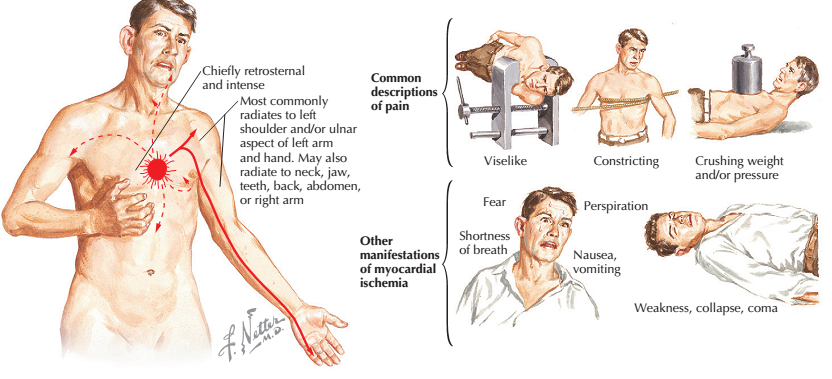 Chiefly retrosternal
and intense
Most commonly
radiates to left
shoulder and/or ulnar
aspect of left arm
and hand. May also
radiate to neck, jaw,
teeth, back, abdomen,
or right arm
F. Netter
M.D.
Common
descriptions
of pain
Viselike
Constricting
Crushing weight
and/or pressure
Other
manifestations
of myocardial
ischemia
Fear
Perspiration
Shortness
of breath
Nausea,
vomiting
Weakness, collapse, coma